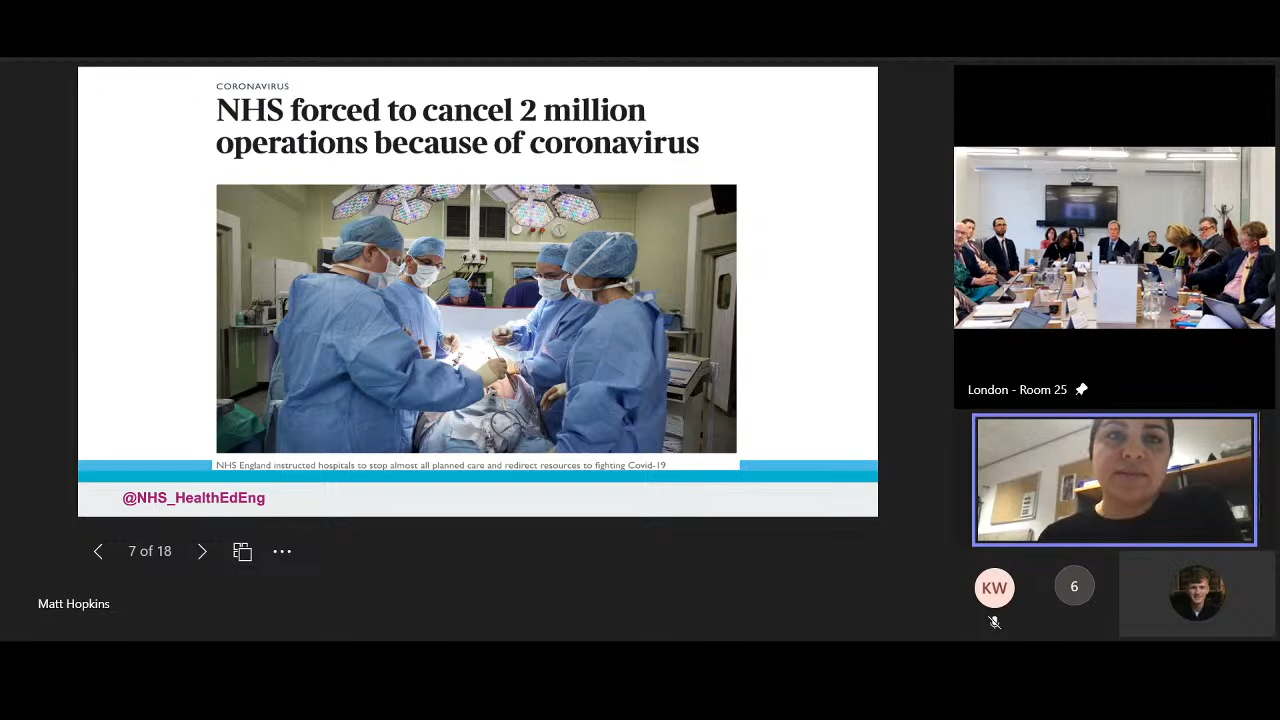 CORONAVIRUS
NHS forced to cancel 2 million
operations because of coronavirus
NHS England instructed hospitals to stop almost all planned care and redirect resources to fighting Covid-19
@NHS_HealthEdEng
7 of 18
Matt Hopkins
London - Room 25
KW
6